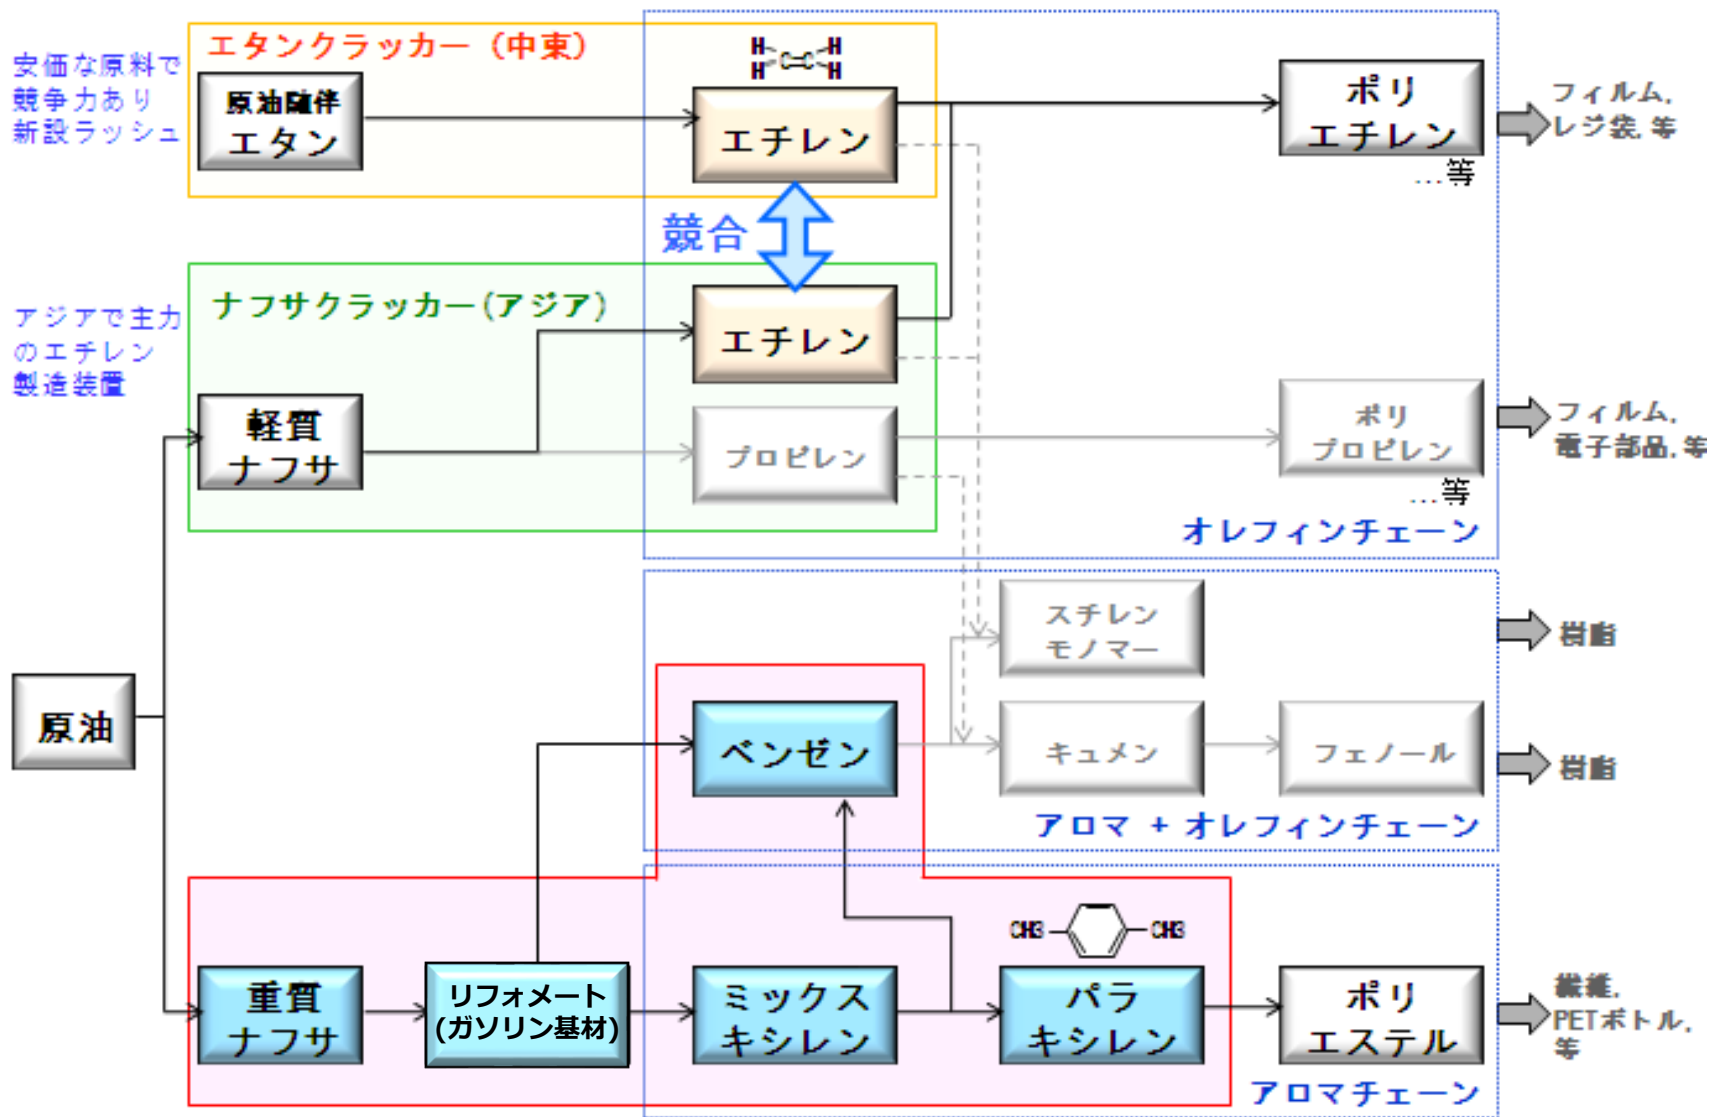 エタンクラッカー（中東）
安価な原料で
競争力あり
新設ラッシュ
原油随伴
エタン
H H
C=C
H H
エチレン
ポリ
エチレン
…等
フィルム,
レジ袋,等
競合
ナフサクラッカー(アジア)
アジアで主力
のエチレン
製造装置
エチレン
軽質
ナフサ
プロピレン
ポリ
プロピレン
…等
フィルム,
電子部品,等
オレフィンチェーン
スチレン
モノマー
樹脂
原油
ベンゼン
キュメン
フェノール
樹脂
アロマ + オレフィンチェーン
CH3
CH3
重質
ナフサ
リフォメート
(ガソリン基材)
ミックス
キシレン
パラ
キシレン
ポリ
エステル
繊維,
PETボトル,
等
アロマチェーン